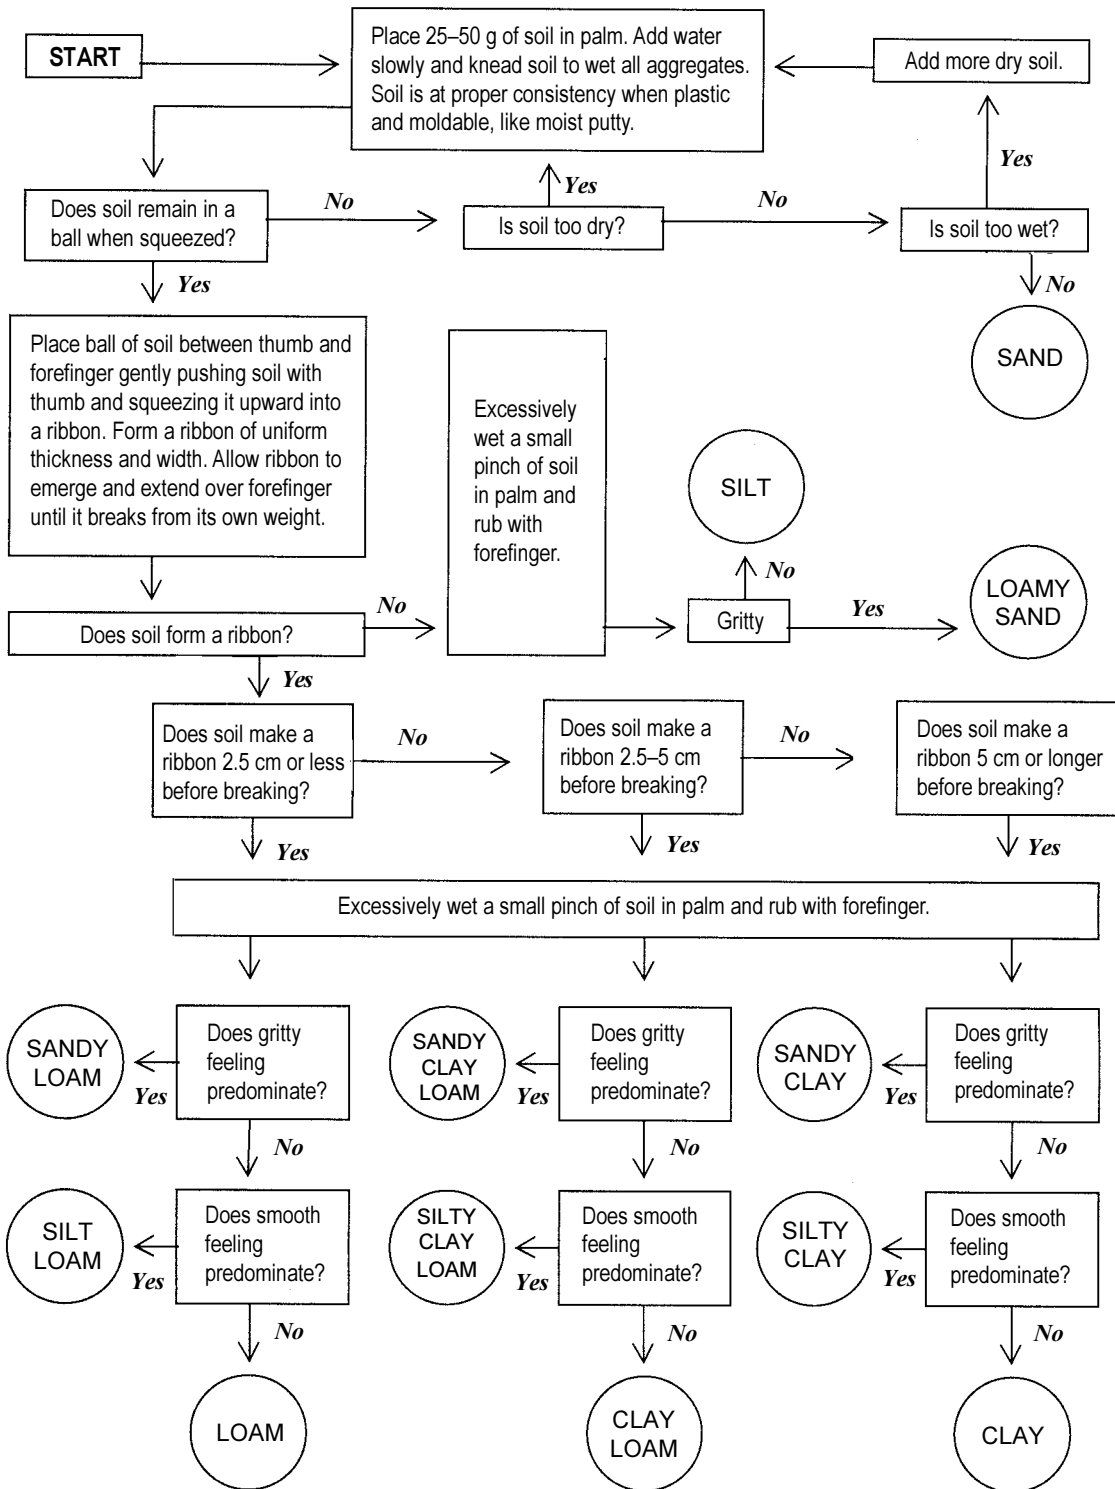 START
Place 25–50 g of soil in palm. Add water
slowly and knead soil to wet all aggregates.
Soil is at proper consistency when plastic
and moldable, like moist putty.
Add more dry soil.
Yes
Yes
Does soil remain in a
ball when squeezed?
No
Is soil too dry?
No
Is soil too wet?
Yes
No
SAND
Place ball of soil between thumb and
forefinger gently pushing soil with
thumb and squeezing it upward into
a ribbon. Form a ribbon of uniform
thickness and width. Allow ribbon to
emerge and extend over forefinger
until it breaks from its own weight.
Excessively
wet a small
pinch of soil
in palm and
rub with
forefinger.
SILT
No
LOAMY
SAND
Does soil form a ribbon?
No
Gritty
Yes
Yes
Does soil make a
ribbon 2.5 cm or less
before breaking?
No
Does soil make a
ribbon 2.5–5 cm
before breaking?
No
Does soil make a
ribbon 5 cm or longer
before breaking?
Yes
Yes
Yes
Excessively wet a small pinch of soil in palm and rub with forefinger.
SANDY
LOAM
Yes
Does gritty
feeling
predominate?
SANDY
CLAY
LOAM
Yes
Does gritty
feeling
predominate?
SANDY
CLAY
Yes
Does gritty
feeling
predominate?
No
No
No
SILT
LOAM
Yes
Does smooth
feeling
predominate?
SILTY
CLAY
LOAM
Yes
Does smooth
feeling
predominate?
SILTY
CLAY
Yes
Does smooth
feeling
predominate?
No
No
No
LOAM
CLAY
LOAM
CLAY